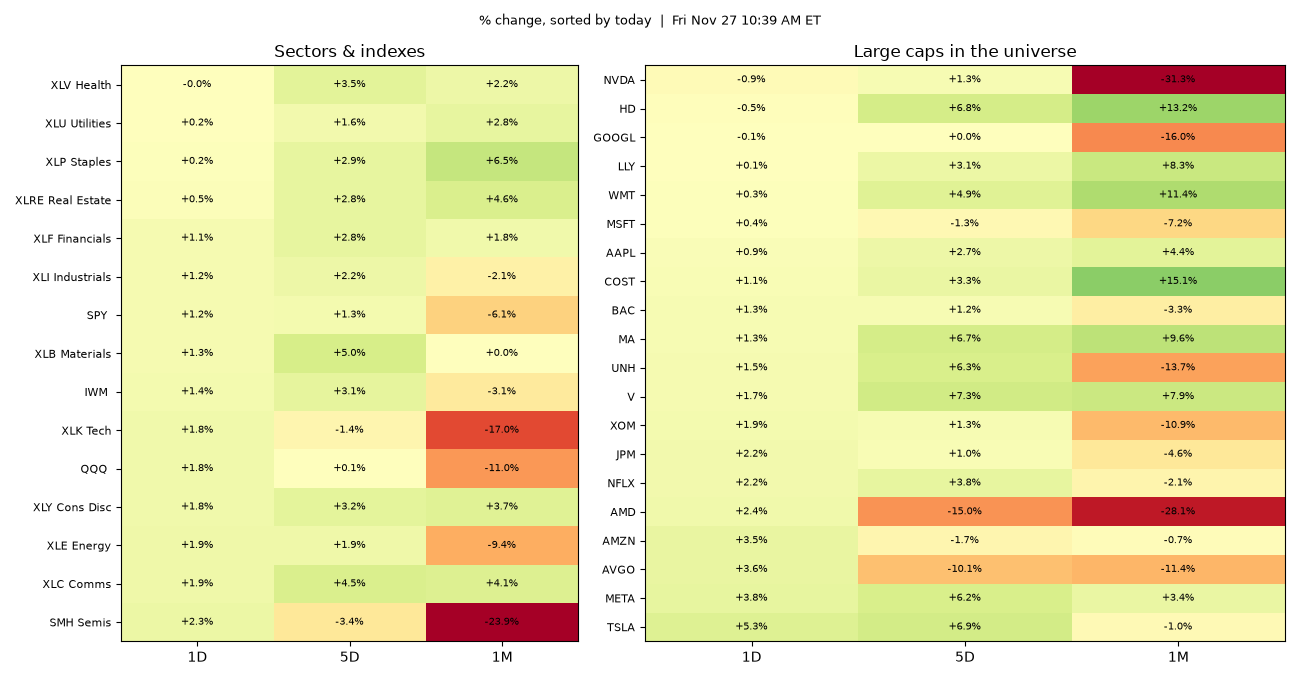 % change, sorted by today | Fri Nov 27 10:39 AM ET
Sectors & indexes
XLV Health -0.0% +3.5% +2.2%
XLU Utilities +0.2% +1.6% +2.8%
XLP Staples +0.2% +2.9% +6.5%
XLRE Real Estate +0.5% +2.8% +4.6%
XLF Financials +1.1% +2.8% +1.8%
XLI Industrials +1.2% +2.2% -2.1%
SPY +1.2% +1.3% -6.1%
XLB Materials +1.3% +5.0% +0.0%
IWM +1.4% +3.1% -3.1%
XLK Tech +1.8% -1.4% -17.0%
QQQ +1.8% +0.1% -11.0%
XLY Cons Disc +1.8% +3.2% +3.7%
XLE Energy +1.9% +1.9% -9.4%
XLC Comms +1.9% +4.5% +4.1%
SMH Semis +2.3% -3.4% -23.9%
1D 5D 1M
Large caps in the universe
NVDA -0.9% +1.3% -31.3%
HD -0.5% +6.8% +13.2%
GOOGL -0.1% +0.0% -16.0%
LLY +0.1% +3.1% +8.3%
WMT +0.3% +4.9% +11.4%
MSFT +0.4% -1.3% -7.2%
AAPL +0.9% +2.7% +4.4%
COST +1.1% +3.3% +15.1%
BAC +1.3% +1.2% -3.3%
MA +1.3% +6.7% +9.6%
UNH +1.5% +6.3% -13.7%
V +1.7% +7.3% +7.9%
XOM +1.9% +1.3% -10.9%
JPM +2.2% +1.0% -4.6%
NFLX +2.2% +3.8% -2.1%
AMD +2.4% -15.0% -28.1%
AMZN +3.5% -1.7% -0.7%
AVGO +3.6% -10.1% -11.4%
META +3.8% +6.2% +3.4%
TSLA +5.3% +6.9% -1.0%
1D 5D 1M